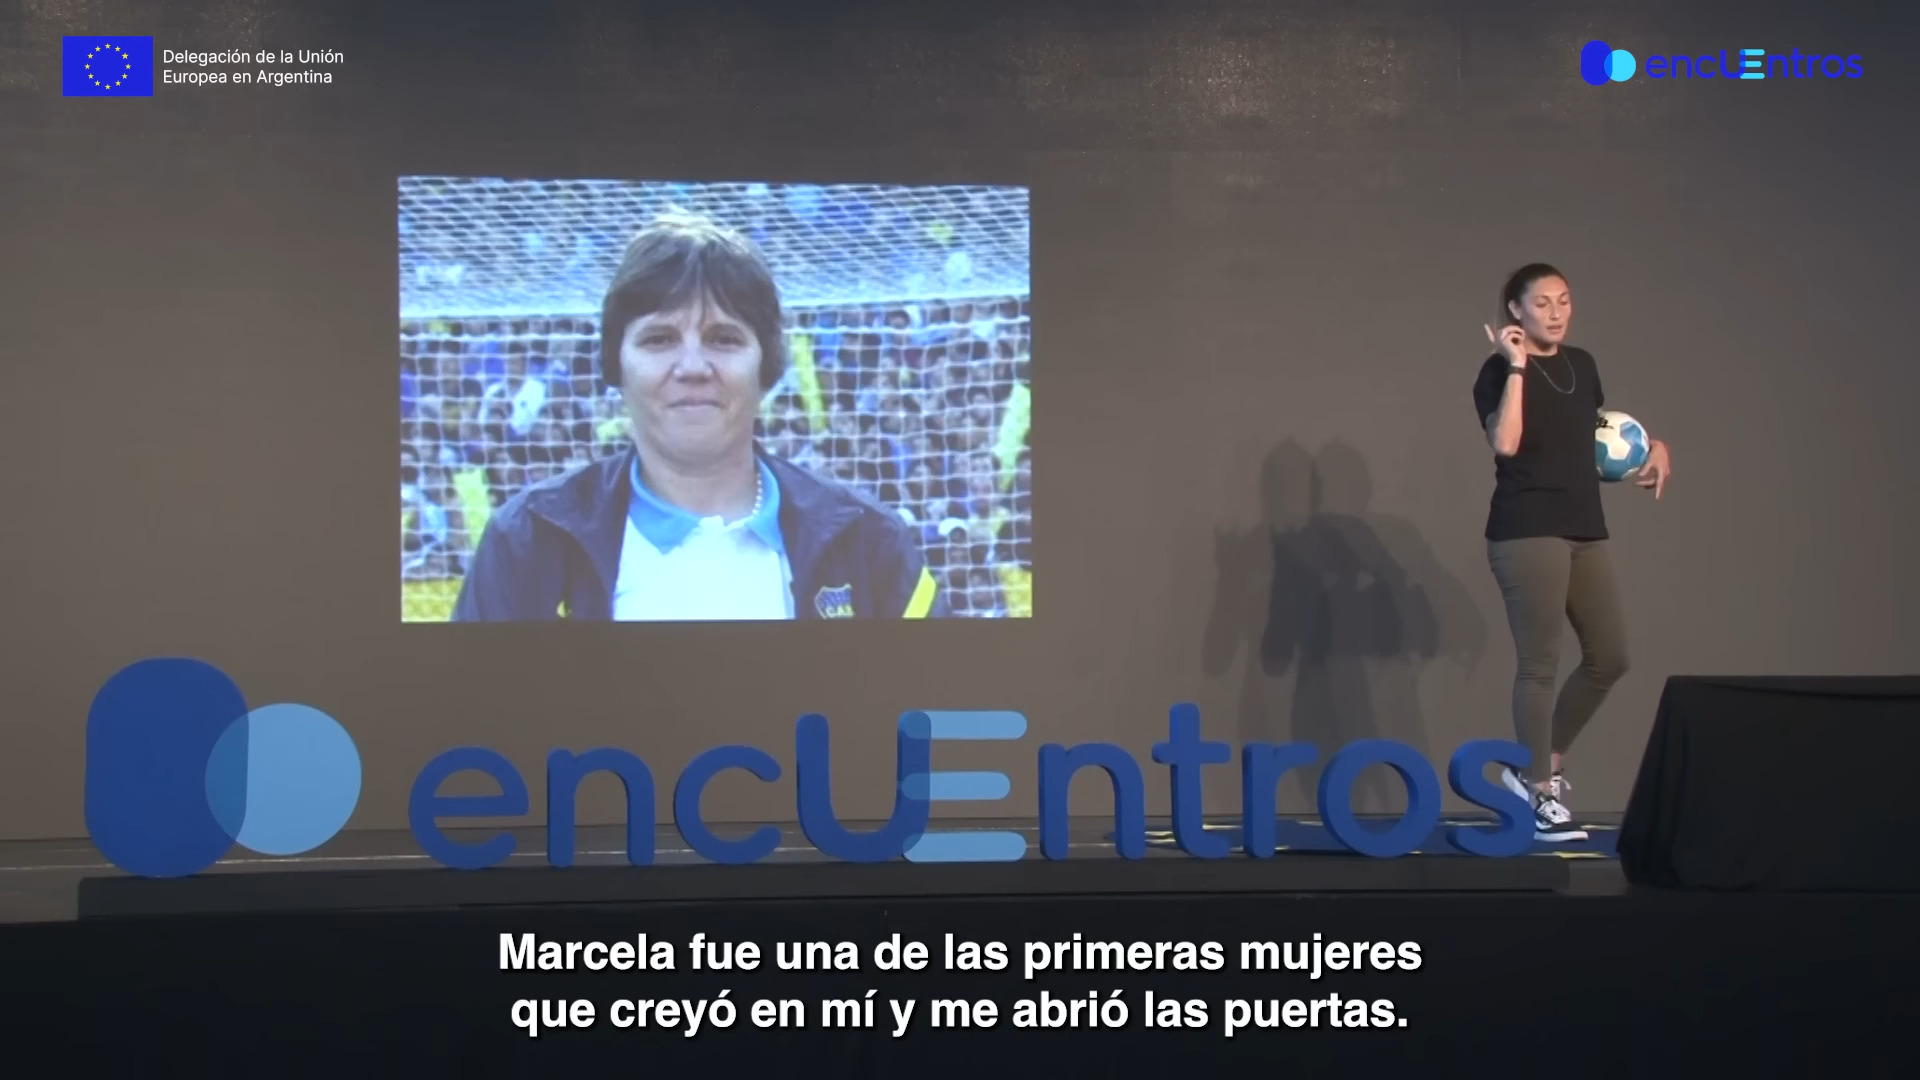 Delegación de la Unión
Europea en Argentina
encUEntros
C.A.B.
encUEntros
Marcela fue una de las primeras mujeres
que creyó en mí y me abrió las puertas.